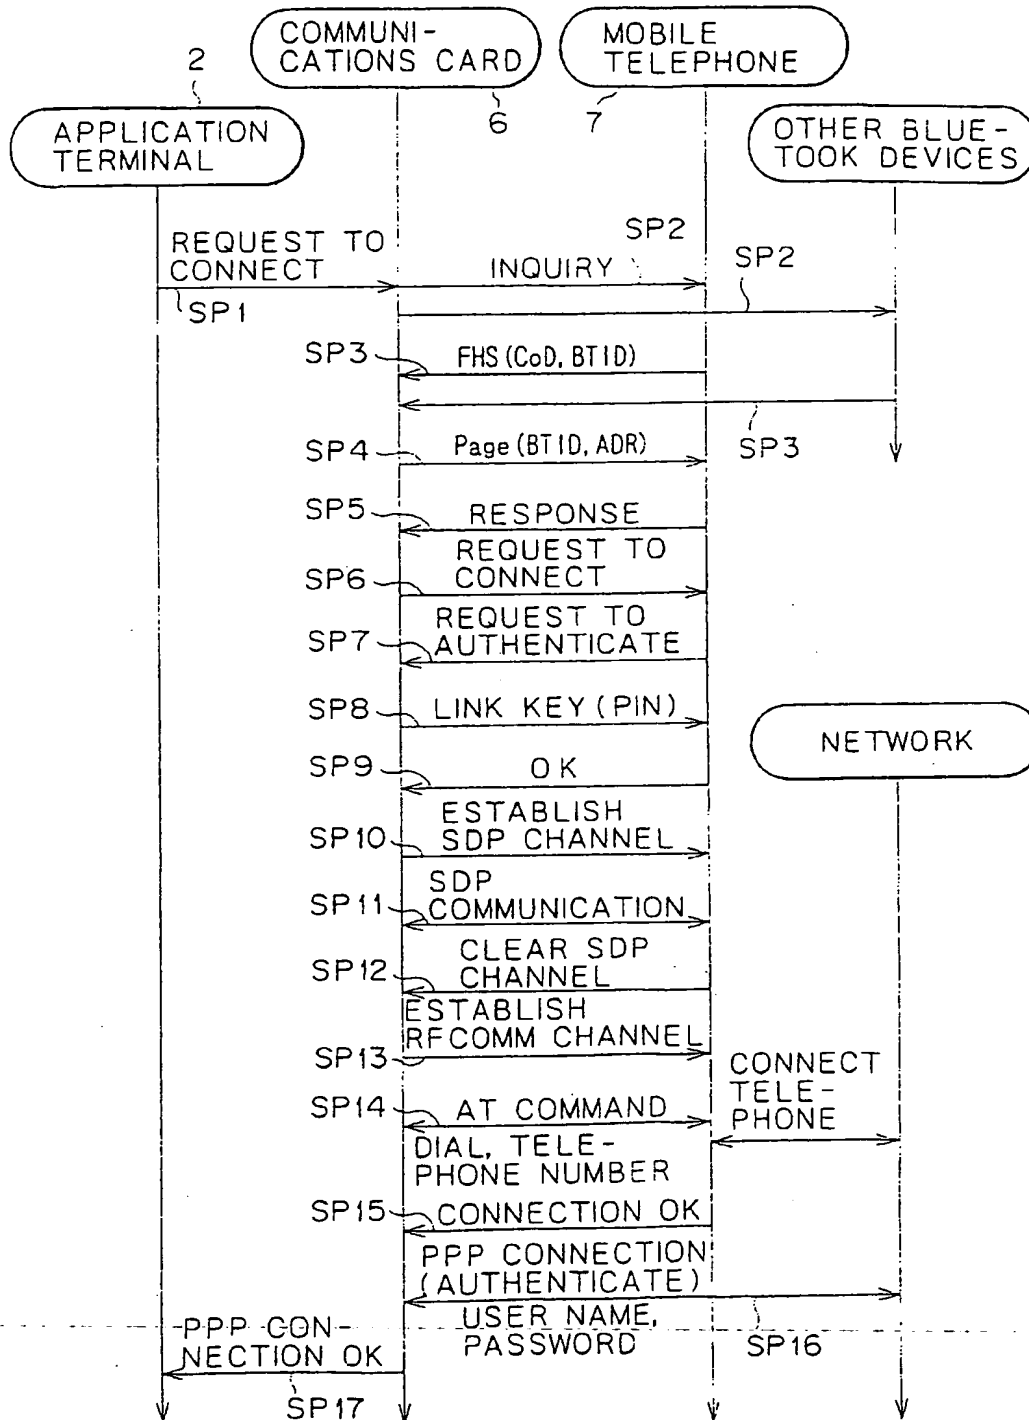 COMMUNI-
CATIONS CARD
MOBILE
TELEPHONE
2
6
7
APPLICATION
TERMINAL
OTHER BLUE-
TOOK DEVICES
REQUEST TO
CONNECT
SP1
INQUIRY
SP2
SP2
SP3
FHS (CoD, BTID)
SP3
SP4
Page (BTID, ADR)
SP5
RESPONSE
REQUEST TO
CONNECT
SP6
REQUEST TO
AUTHENTICATE
SP7
SP8
LINK KEY (PIN)
NETWORK
SP9
OK
ESTABLISH
SDP CHANNEL
SP10
SDP
COMMUNICATION
SP11
CLEAR SDP
CHANNEL
SP12
ESTABLISH
RFCOMM CHANNEL
SP13
CONNECT
TELE-
PHONE
SP14
AT COMMAND
DIAL, TELE-
PHONE NUMBER
SP15
CONNECTION OK
PPP CONNECTION
(AUTHENTICATE)
USER NAME,
PASSWORD
SP16
PPP CON-
NECTION OK
SP17